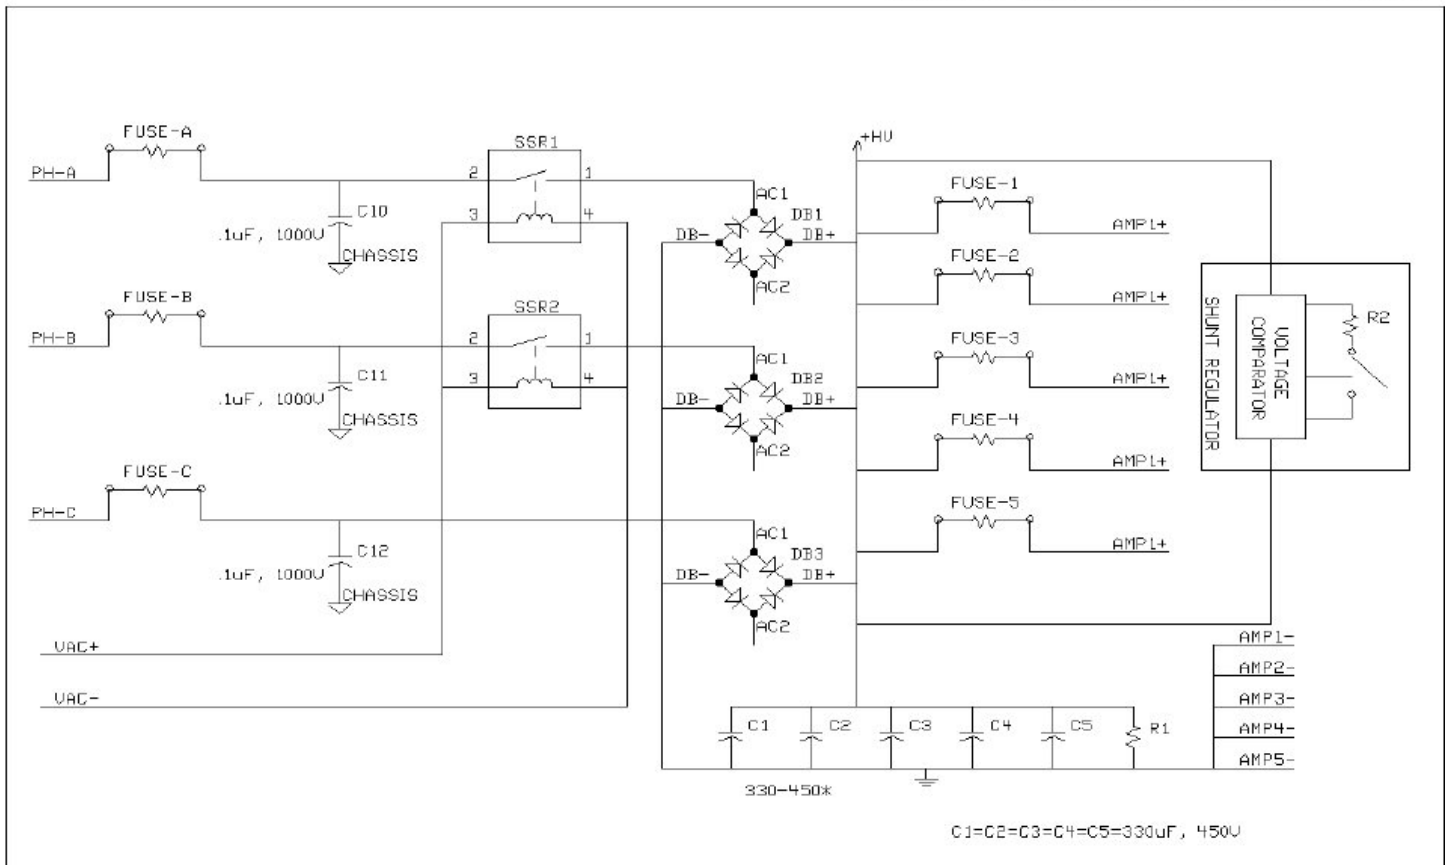 FUSE-A
PH-A
C10
.1uF, 1000V
CHASSIS
SSR1
2
1
3
4
AC1
DB1
DB-
DB+
AC2
+HV
FUSE-1
AMP1+
FUSE-2
AMP1+
FUSE-3
AMP1+
FUSE-4
AMP1+
FUSE-5
AMP1+
FUSE-B
PH-B
C11
.1uF, 1000V
CHASSIS
SSR2
2
1
3
4
AC1
DB2
DB-
DB+
AC2
SHUNT REGULATOR
VOLTAGE
COMPARATOR
R2
FUSE-C
PH-C
C12
.1uF, 1000V
CHASSIS
AC1
DB3
DB-
DB+
AC2
VAC+
VAC-
AMP1-
AMP2-
AMP3-
AMP4-
AMP5-
C1
C2
C3
C4
C5
R1
330-450*
C1=C2=C3=C4=C5=330uF, 450V